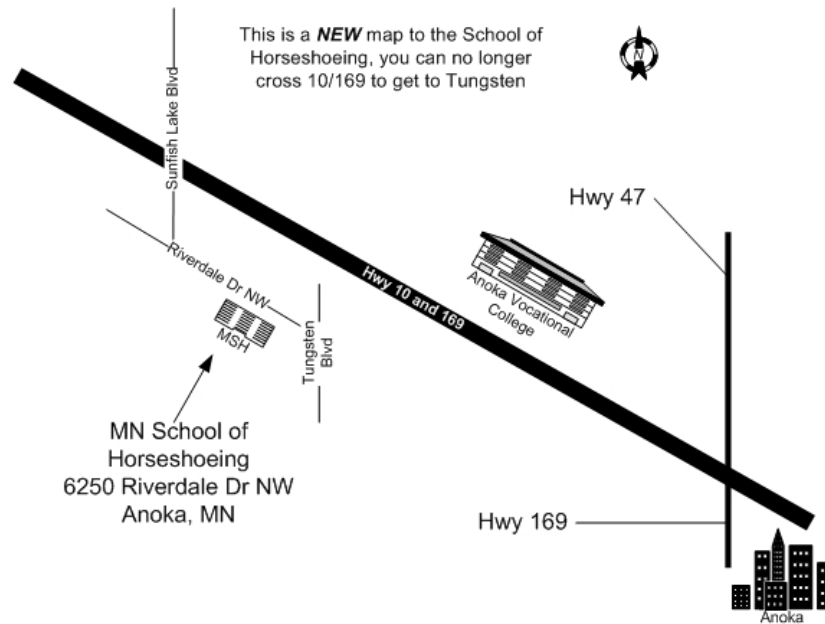 This is a NEW map to the School of
Horseshoeing, you can no longer
cross 10/169 to get to Tungsten
N
Sunfish Lake Blvd
Hwy 47
Riverdale Dr NW
Hwy 10 and 169
Anoka Vocational
College
MSH
Tungsten
Blvd
MN School of
Horseshoeing
6250 Riverdale Dr NW
Anoka, MN
Hwy 169
Anoka